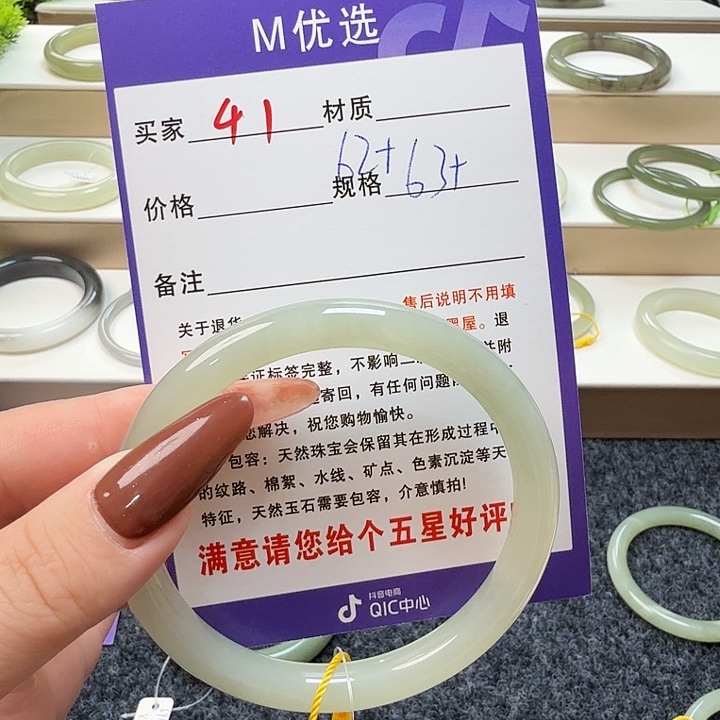 M优选
买家 41 材质
62+
价格 规格 63+
备注
关于退货 售后说明不用填
屋。退
证标签完整，不影响二
寄回，有任何问题
您解决，祝您购物愉快。
包容：天然珠宝会保留其在形成过程中
的纹路、棉絮、水线、矿点、色素沉淀等天
特征，天然玉石需要包容，介意慎拍!
满意请您给个五星好评
抖音电商
QIC中心